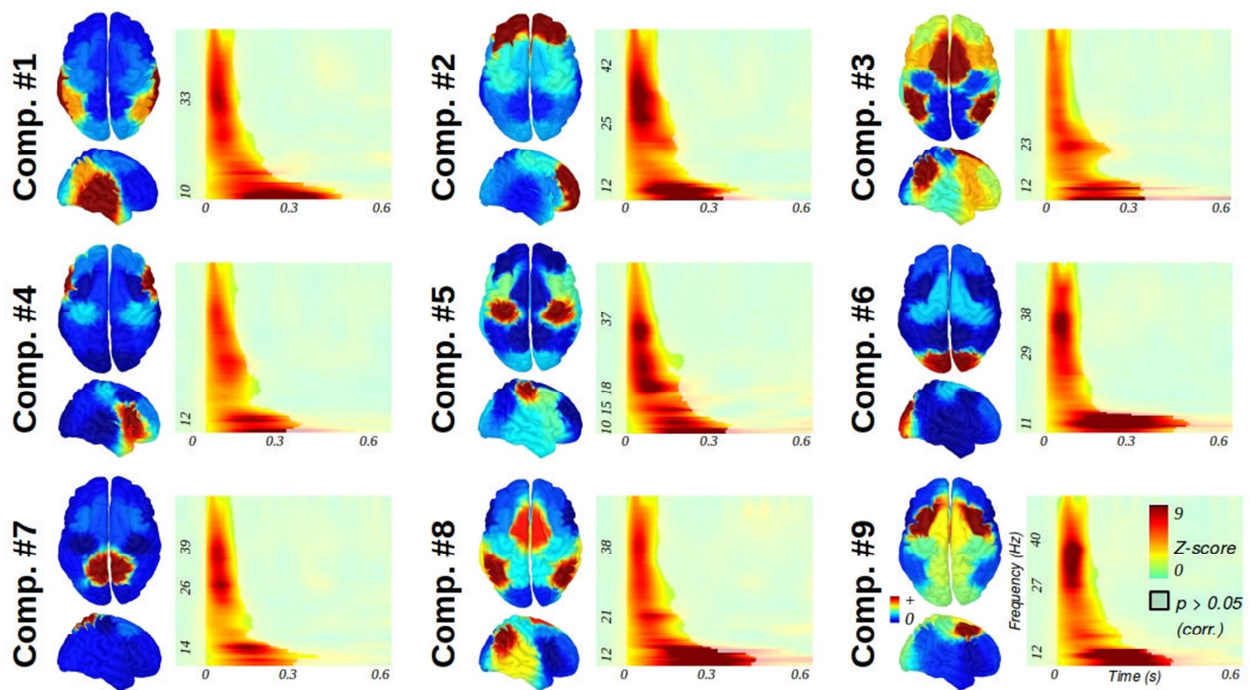 Comp. #1
33
10
0 0.3 0.6
Comp. #2
42
25
12
0 0.3 0.6
Comp. #3
23
12
0 0.3 0.6
Comp. #4
12
0 0.3 0.6
Comp. #5
37
18
15
10
0 0.3 0.6
Comp. #6
38
29
11
0 0.3 0.6
Comp. #7
39
26
14
0 0.3 0.6
Comp. #8
38
21
12
0 0.3 0.6
Comp. #9
+
0
Frequency (Hz)
40
27
12
9
Z-score
0
p > 0.05
(corr.)
0 0.3 0.6
Time (s)